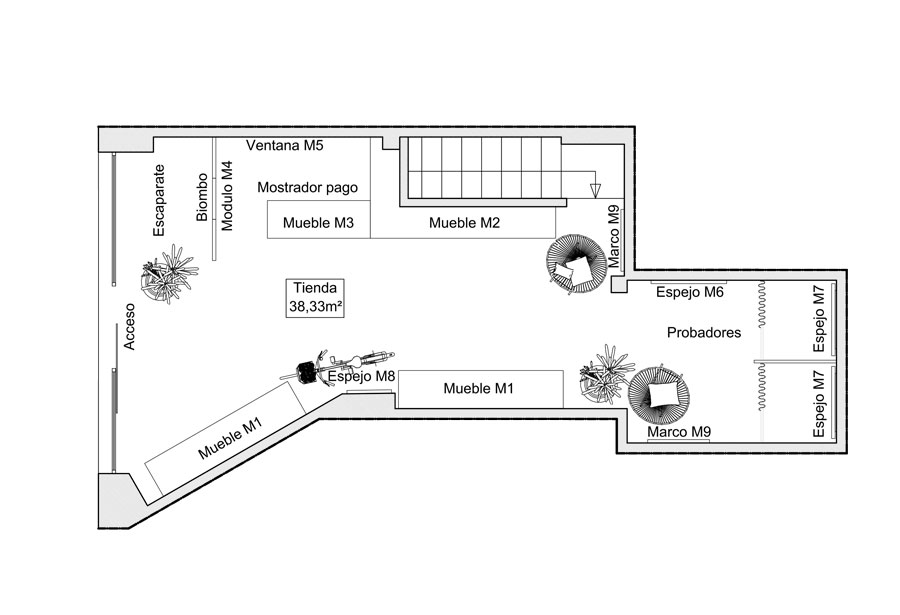 Ventana M5
Escaparate
Biombo
Modulo M4
Mostrador pago
Mueble M3
Mueble M2
Marco M9
Tienda
38,33m²
Espejo M6
Espejo M7
Acceso
Probadores
Espejo M8
Mueble M1
Espejo M7
Mueble M1
Marco M9